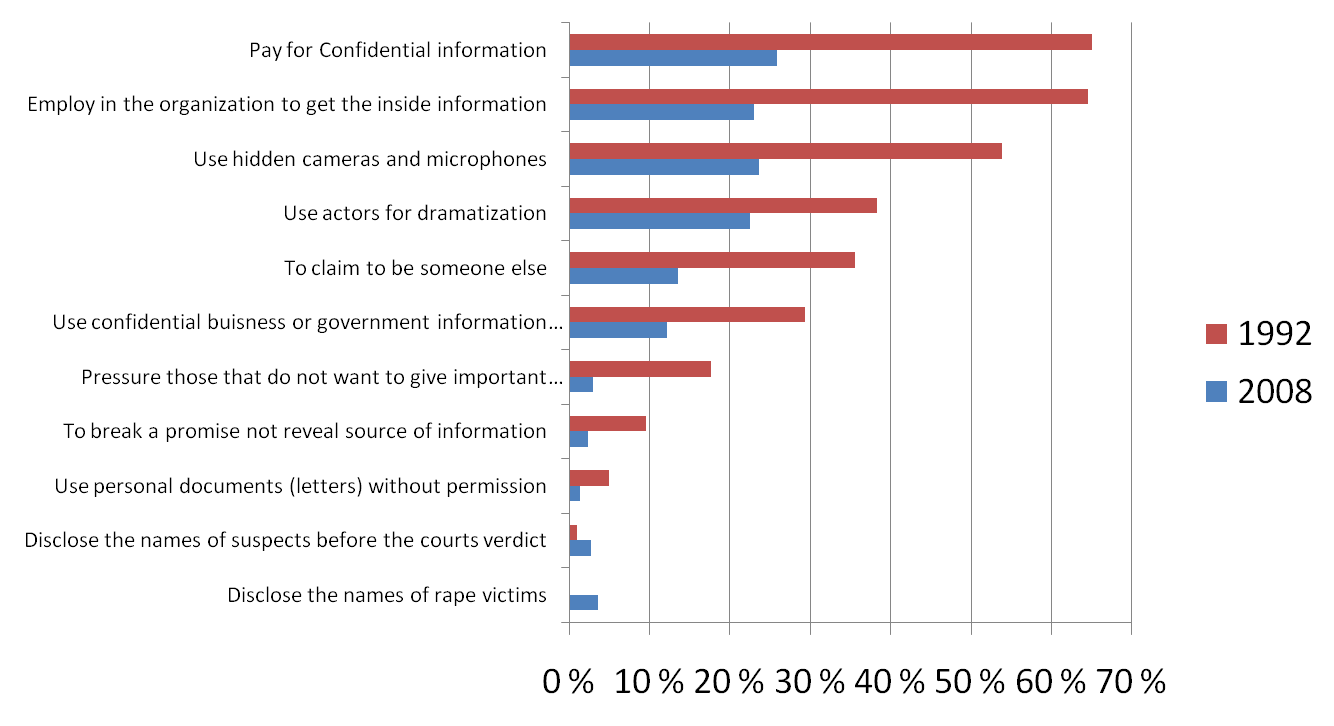 Pay for Confidential information
Employ in the organization to get the inside information
Use hidden cameras and microphones
Use actors for dramatization
To claim to be someone else
Use confidential buisness or government information...
Pressure those that do not want to give important...
To break a promise not reveal source of information
Use personal documents (letters) without permission
Disclose the names of suspects before the courts verdict
Disclose the names of rape victims
1992
2008
0 % 10 % 20 % 30 % 40 % 50 % 60 % 70 %